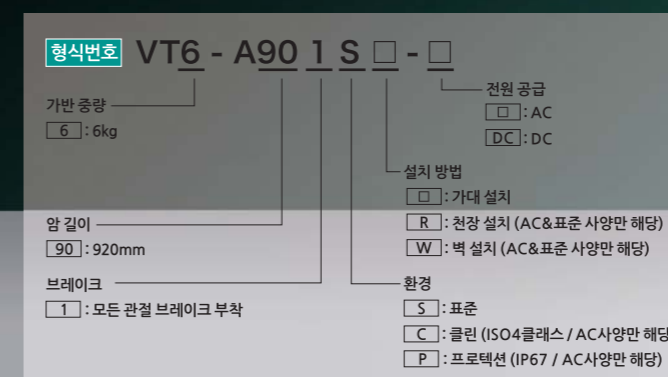 형식번호 VT6 - A90 1 S □ - □
가반 중량
6 : 6kg
암 길이
90 : 920mm
브레이크
1 : 모든 관절 브레이크 부착
전원 공급
□ : AC
DC : DC
설치 방법
□ : 가대 설치
R : 천장 설치 (AC&표준 사양만 해당)
W : 벽 설치 (AC&표준 사양만 해당)
환경
S : 표준
C : 클린 (ISO4클래스 / AC사양만 해당
P : 프로텍션 (IP67 / AC사양만 해당)